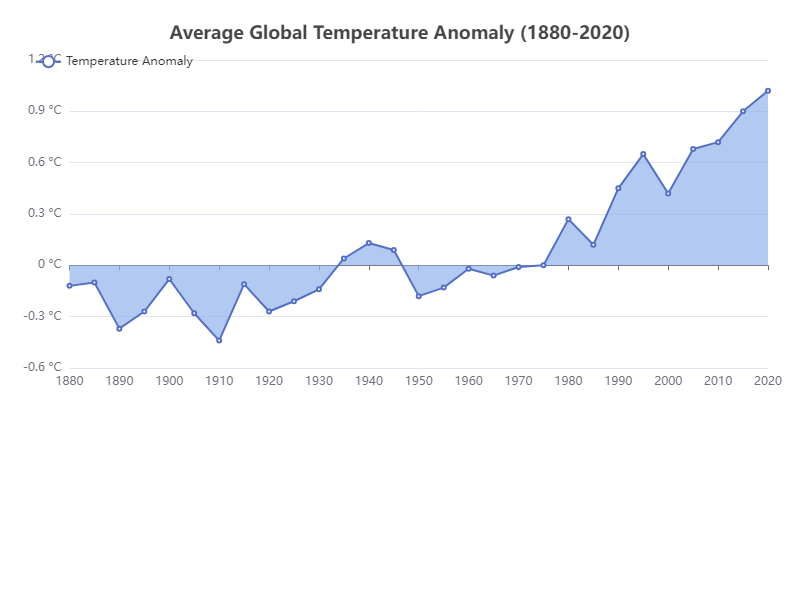 Average Global Temperature Anomaly (1880-2020)
1.2 °C
Temperature Anomaly
0.9 °C
0.6 °C
0.3 °C
0 °C
-0.3 °C
-0.6 °C
1880 1890 1900 1910 1920 1930 1940 1950 1960 1970 1980 1990 2000 2010 2020